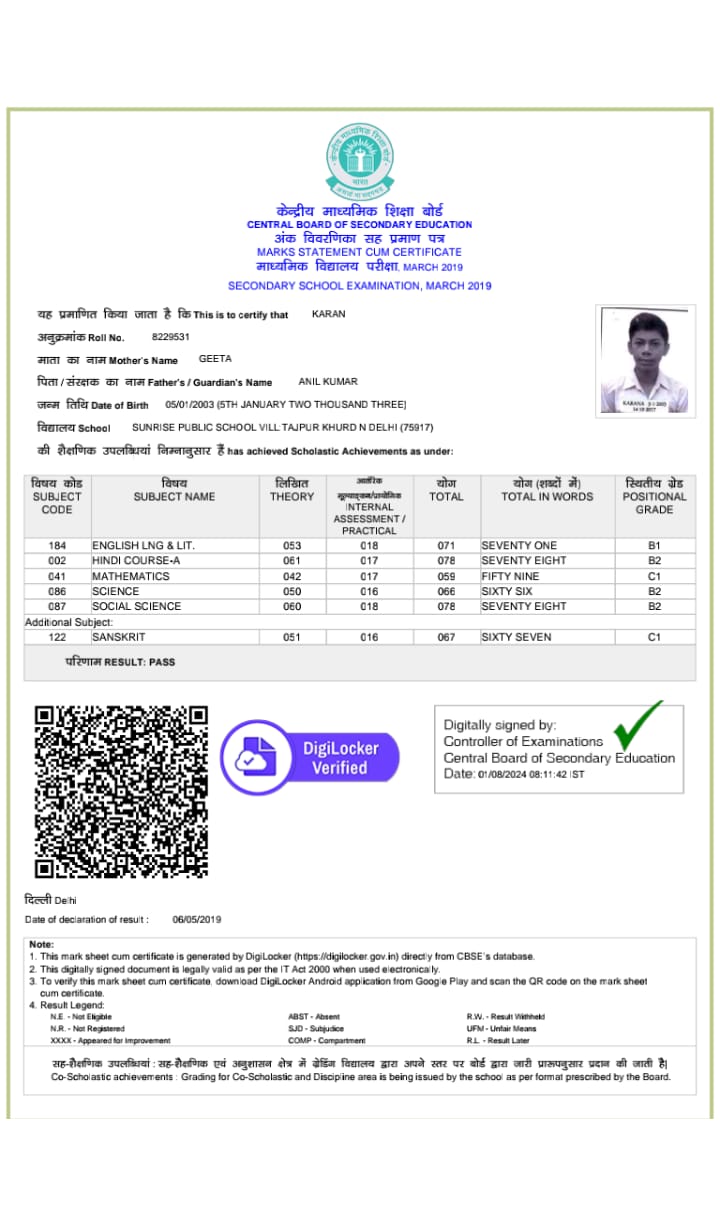 केन्द्रीय माध्यमिक शिक्षा बोर्ड
भारत
असतो मा सद्गमय
केन्द्रीय माध्यमिक शिक्षा बोर्ड
CENTRAL BOARD OF SECONDARY EDUCATION
अंक विवरणिका सह प्रमाण पत्र
MARKS STATEMENT CUM CERTIFICATE
माध्यमिक विद्यालय परीक्षा, MARCH 2019
SECONDARY SCHOOL EXAMINATION, MARCH 2019
यह प्रमाणित किया जाता है कि This is to certify that KARAN
अनुक्रमांक Roll No. 8229531
माता का नाम Mother's Name GEETA
पिता / संरक्षक का नाम Father's / Guardian's Name ANIL KUMAR
जन्म तिथि Date of Birth 05/01/2003 (5TH JANUARY TWO THOUSAND THREE)
विद्यालय School SUNRISE PUBLIC SCHOOL VILL TAJPUR KHURD N DELHI (75917)
की शैक्षणिक उपलब्धियां निम्नानुसार हैं has achieved Scholastic Achievements as under:
KARANA 5-1-2003
14 10 2017
विषय कोड SUBJECT CODE
विषय SUBJECT NAME
लिखित THEORY
आतंरिक मूल्याङ्कन/प्रायोगिक INTERNAL ASSESSMENT / PRACTICAL
योग TOTAL
योग (शब्दों में) TOTAL IN WORDS
स्थितीय ग्रेड POSITIONAL GRADE
184 ENGLISH LNG & LIT. 053 018 071 SEVENTY ONE B1
002 HINDI COURSE-A 061 017 078 SEVENTY EIGHT B2
041 MATHEMATICS 042 017 059 FIFTY NINE C1
086 SCIENCE 050 016 066 SIXTY SIX B2
087 SOCIAL SCIENCE 060 018 078 SEVENTY EIGHT B2
Additional Subject:
122 SANSKRIT 051 016 067 SIXTY SEVEN C1
परिणाम RESULT: PASS
DigiLocker
Verified
Digitally signed by:
Controller of Examinations
Central Board of Secondary Education
Date: 01/08/2024 08:11:42 IST
दिल्ली Delhi
Date of declaration of result : 06/05/2019
Note:
1. This mark sheet cum certificate is generated by DigiLocker (https://digilocker.gov.in) directly from CBSE's database.
2. This digitally signed document is legally valid as per the IT Act 2000 when used electronically.
3. To verify this mark sheet cum certificate, download DigiLocker Android application from Google Play and scan the QR code on the mark sheet
cum certificate.
4. Result Legend:
N.E. - Not Eligible ABST - Absent R.W. - Result Withheld
N.R. - Not Registered SJD - Subjudice UFM - Unfair Means
XXXX - Appeared for Improvement COMP - Compartment R.L. - Result Later
सह-शैक्षणिक उपलब्धियां : सह-शैक्षणिक एवं अनुशासन क्षेत्र में ग्रेडिंग विद्यालय द्वारा अपने स्तर पर बोर्ड द्वारा जारी प्रारूपनुसार प्रदान की जाती है|
Co-Scholastic achievements : Grading for Co-Scholastic and Discipline area is being issued by the school as per format prescribed by the Board.